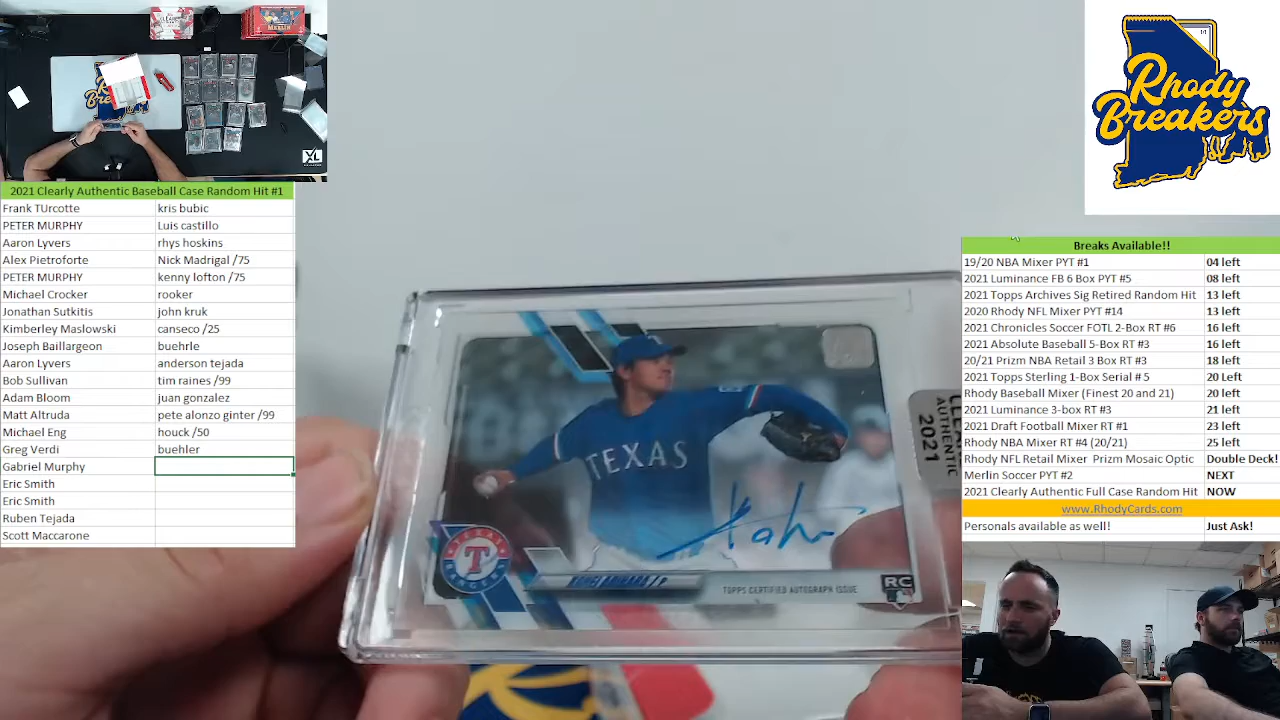 Rhody
Breakers
XL
2021 Clearly Authentic Baseball Case Random Hit #1
Frank TUrcotte kris bubic
PETER MURPHY Luis castillo
Aaron Lyvers rhys hoskins
Alex Pietroforte Nick Madrigal /75
PETER MURPHY kenny lofton /75
Michael Crocker rooker
Jonathan Sutkitis john kruk
Kimberley Maslowski canseco /25
Joseph Baillargeon buehrle
Aaron Lyvers anderson tejada
Bob Sullivan tim raines /99
Adam Bloom juan gonzalez
Matt Altruda pete alonzo ginter /99
Michael Eng houck /50
Greg Verdi buehler
Gabriel Murphy
Eric Smith
Eric Smith
Ruben Tejada
Scott Maccarone
TEXAS
TEXAS
T
TOPPS CERTIFIED AUTOGRAPH ISSUE
RC
AUTHENTIC
2021
Breaks Available!!
19/20 NBA Mixer PYT #1 04 left
2021 Luminance FB 6 Box PYT #5 08 left
2021 Topps Archives Sig Retired Random Hit 13 left
2020 Rhody NFL Mixer PYT #14 13 left
2021 Chronicles Soccer FOTL 2-Box RT #6 16 left
2021 Absolute Baseball 5-Box RT #3 16 left
20/21 Prizm NBA Retail 3 Box RT #3 18 left
2021 Topps Sterling 1-Box Serial # 5 20 Left
Rhody Baseball Mixer (Finest 20 and 21) 20 left
2021 Luminance 3-box RT #3 21 left
2021 Draft Football Mixer RT #1 23 left
Rhody NBA Mixer RT #4 (20/21) 25 left
Rhody NFL Retail Mixer Prizm Mosaic Optic Double Deck!
Merlin Soccer PYT #2 NEXT
2021 Clearly Authentic Full Case Random Hit NOW
www.RhodyCards.com
Personals available as well! Just Ask!